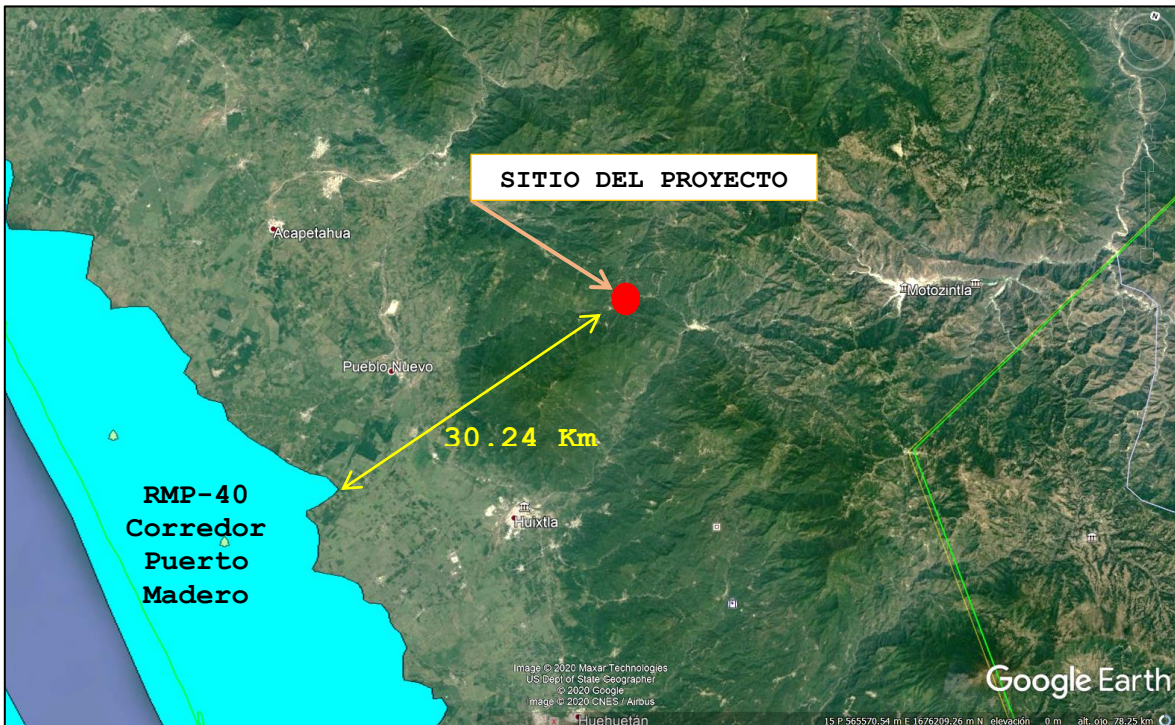 N
SITIO DEL PROYECTO
Acapetahua
Motozintla
Pueblo Nuevo
30.24 Km
RMP-40
Corredor
Puerto
Madero
Huixtla
Image © 2020 Maxar Technologies
US Dept of State Geographer
© 2020 Google
Image © 2020 CNES / Airbus
Google Earth
Huehuetán
15 P 565570.54 m E 1676209.26 m N elevación 0 m alt. ojo 78.25 km